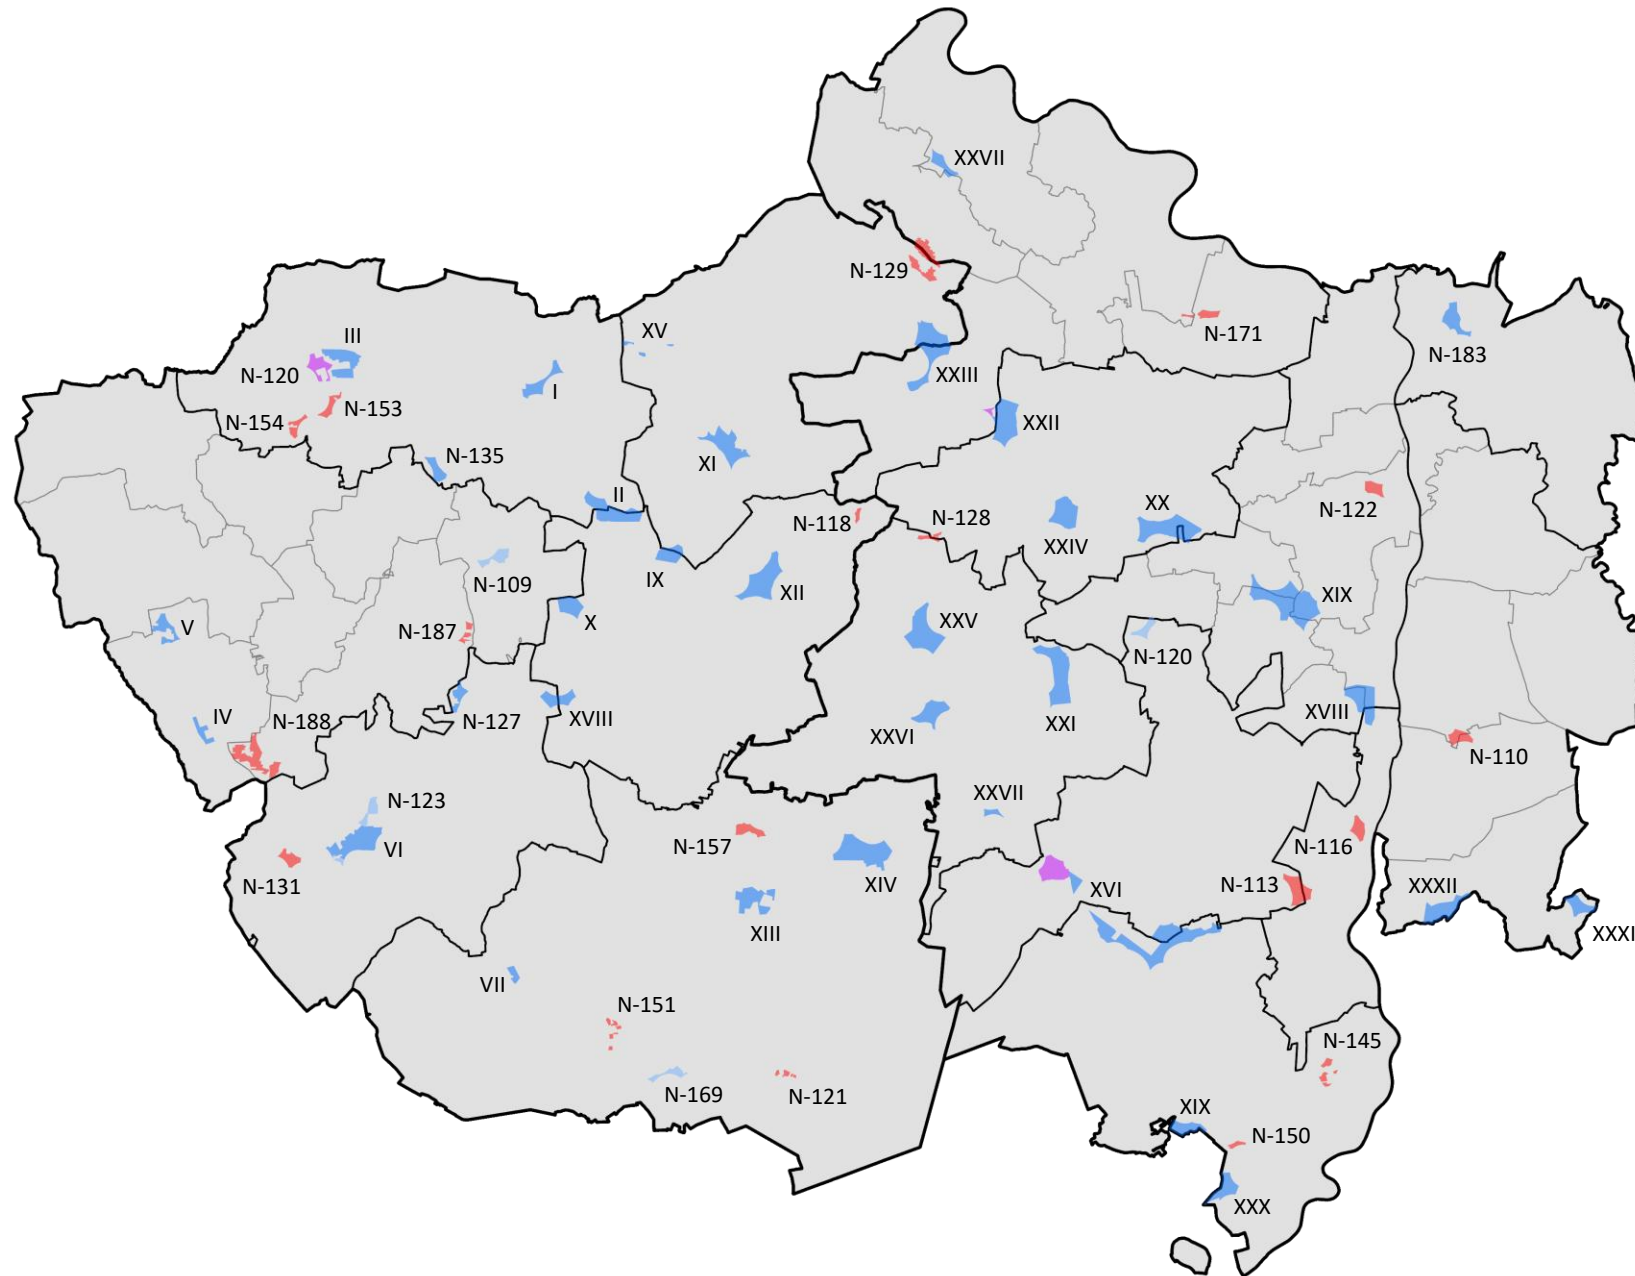 XXVII
N-129
N-171
XV
III
N-183
N-120
XXIII
I
N-153
N-154
XXII
N-135
XI
II
N-122
XX
N-118
N-128
XXIV
IX
N-109
XII
XIX
X
XXV
V
N-187
N-120
IV
N-188
N-127
XVIII
XXI
XVIII
XXVI
N-110
XXVII
N-123
N-157
VI
N-116
XIV
N-131
N-113
XVI
XXXII
XIII
XXXI
VII
N-151
N-145
N-169
N-121
XIX
N-150
XXX